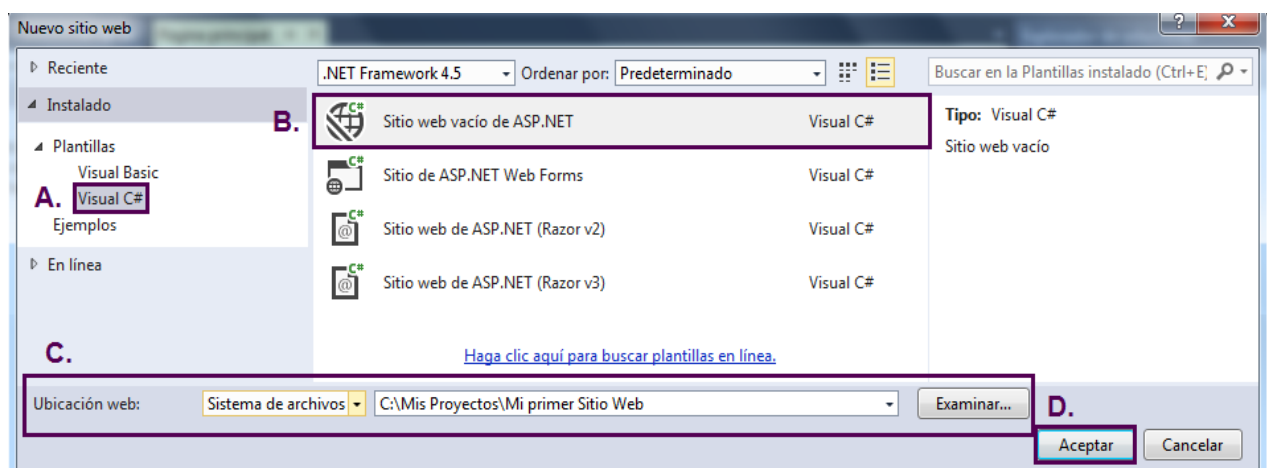 Nuevo sitio web
Reciente
.NET Framework 4.5 Ordenar por: Predeterminado
Buscar en la Plantillas instalado (Ctrl+E)
Instalado
Plantillas
Visual Basic
A. Visual C#
Ejemplos
En línea
B. C# Sitio web vacío de ASP.NET Visual C#
C# Sitio de ASP.NET Web Forms Visual C#
C# @ Sitio web de ASP.NET (Razor v2) Visual C#
C# @ Sitio web de ASP.NET (Razor v3) Visual C#
Haga clic aquí para buscar plantillas en línea.
Tipo: Visual C#
Sitio web vacío
C.
Ubicación web: Sistema de archivos C:\Mis Proyectos\Mi primer Sitio Web Examinar...
D.
Aceptar Cancelar